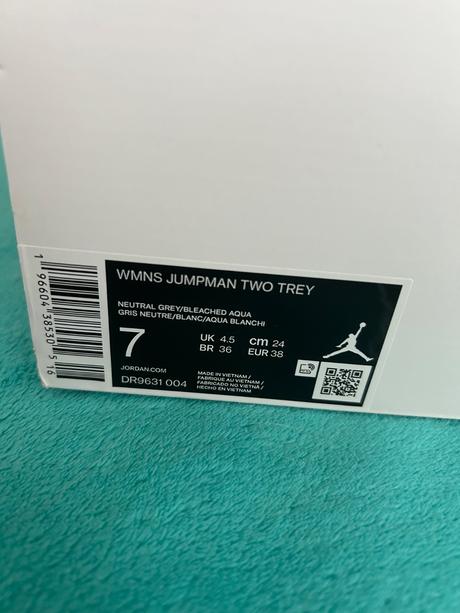 WMNS JUMPMAN TWO TREY
NEUTRAL GREY/BLEACHED AQUA
GRIS NEUTRE/BLANC/AQUA BLANCHI
7
UK 4.5 cm 24
BR 36 EUR 38
JORDAN.COM
DR9631 004
MADE IN VIETNAM /
FABRIQUÉ AU VIETNAM /
FABRICADO NO VIETNÃ /
HECHO EN VIETNAM
1 96604 38530 5 16